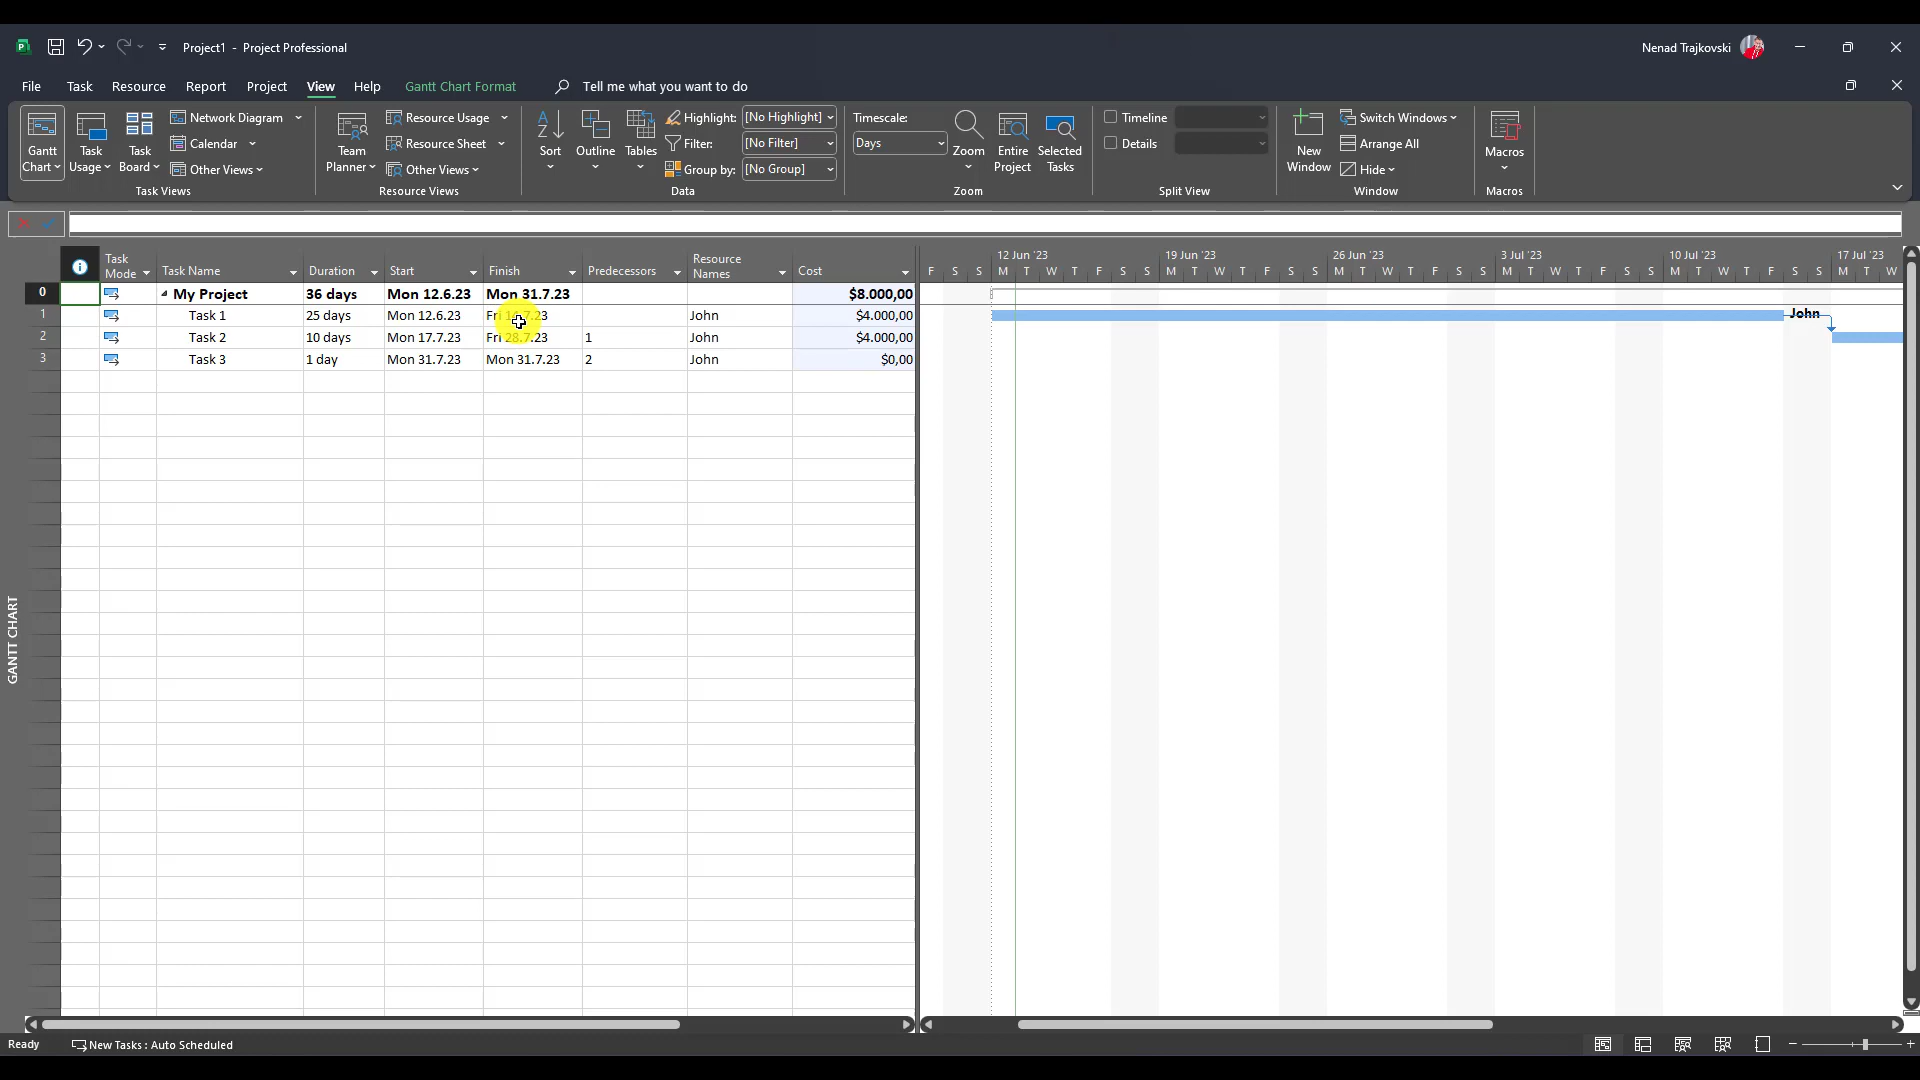 Project1 - Project Professional
Nenad Trajkovski
File Task Resource Report Project View Help Gantt Chart Format Tell me what you want to do
Gantt Chart
Task Usage
Task Board
Network Diagram
Calendar
Other Views
Task Views
Team Planner
Resource Usage
Resource Sheet
Other Views
Resource Views
Sort
Outline
Tables
Highlight: [No Highlight]
Filter: [No Filter]
Group by: [No Group]
Data
Timescale:
Days
Zoom
Entire Project
Selected Tasks
Zoom
Timeline
Details
Split View
New Window
Switch Windows
Arrange All
Hide
Window
Macros
Macros
Task Mode Task Name Duration Start Finish Predecessors Resource Names Cost
0 My Project 36 days Mon 12.6.23 Mon 31.7.23 $8.000,00
1 Task 1 25 days Mon 12.6.23 Fri .7.23 John $4.000,00
2 Task 2 10 days Mon 17.7.23 Fri 28.7.23 1 John $4.000,00
3 Task 3 1 day Mon 31.7.23 Mon 31.7.23 2 John $0,00
12 Jun '23 19 Jun '23 26 Jun '23 3 Jul '23 10 Jul '23 17 Jul '23
F S S M T W T F S S M T W T F S S M T W T F S S M T W T F S S M T W T F S S M T W
John
GANTT CHART
Ready New Tasks : Auto Scheduled